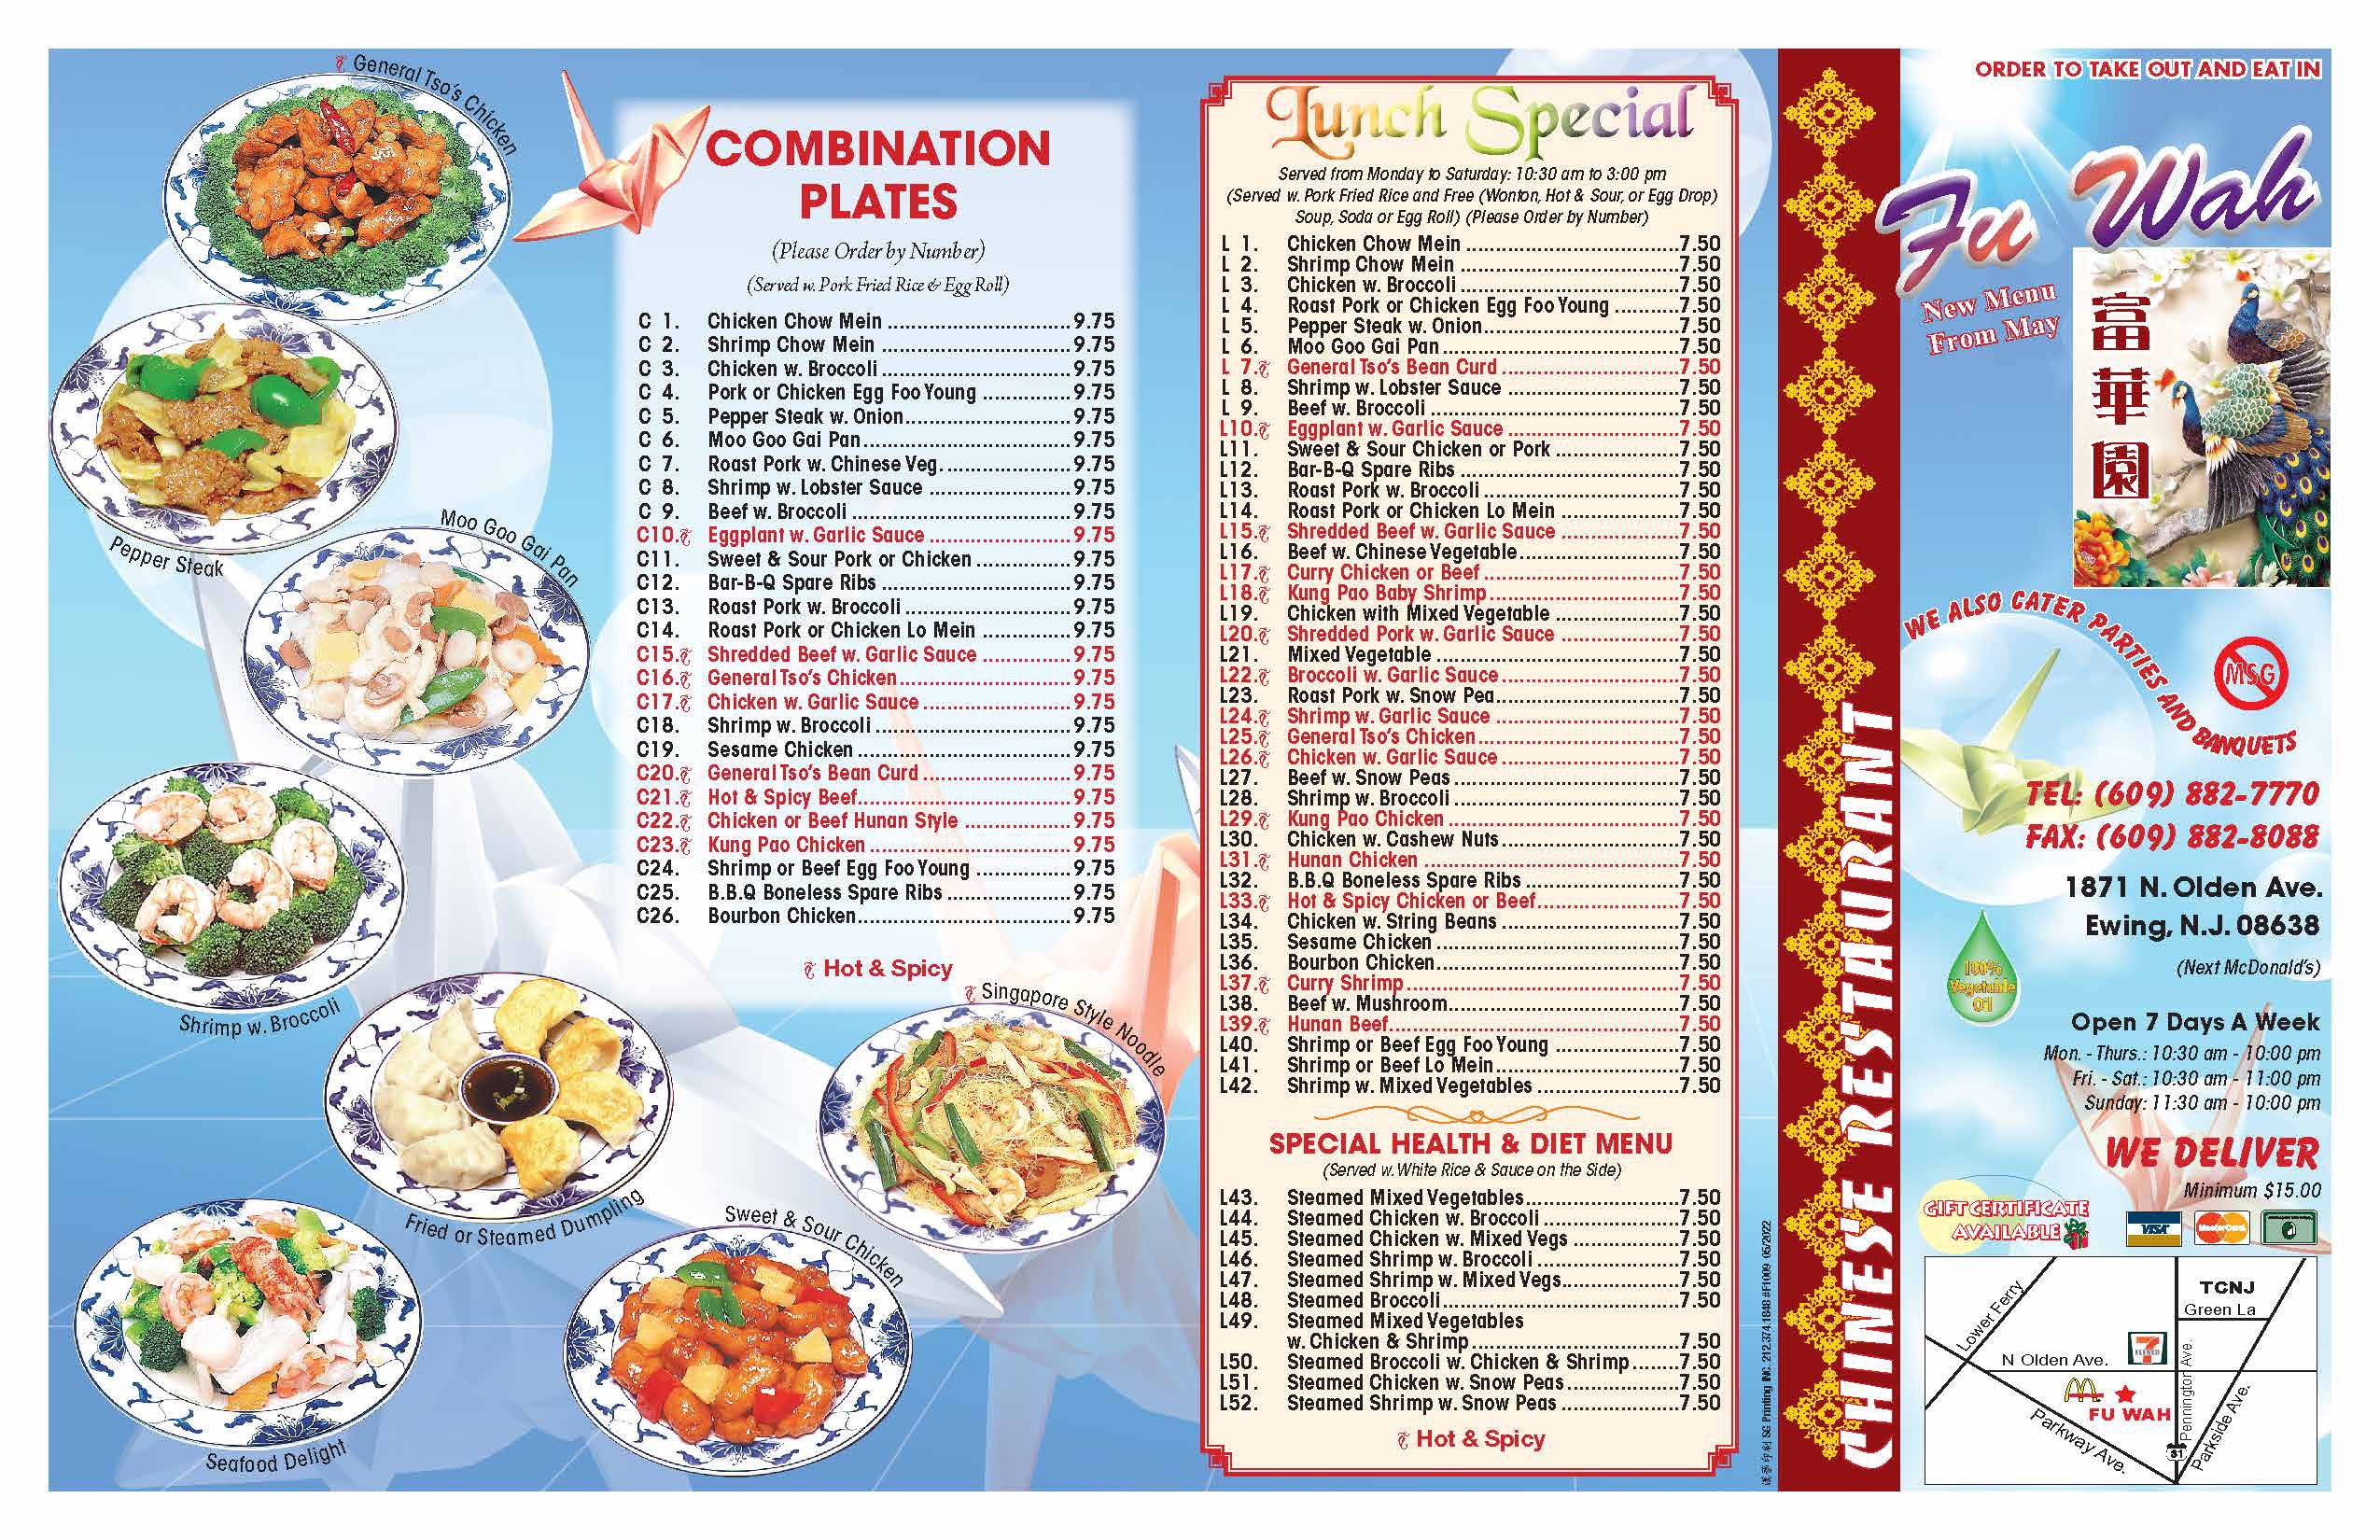 General Tso's Chicken
Pepper Steak
Moo Goo Gai Pan
Shrimp w. Broccoli
Fried or Steamed Dumpling
Singapore Style Noodle
Sweet & Sour Chicken
Seafood Delight
COMBINATION
PLATES
(Please Order by Number)
(Served w. Pork Fried Rice & Egg Roll)
C 1. Chicken Chow Mein 9.75
C 2. Shrimp Chow Mein 9.75
C 3. Chicken w. Broccoli 9.75
C 4. Pork or Chicken Egg Foo Young 9.75
C 5. Pepper Steak w. Onion 9.75
C 6. Moo Goo Gai Pan 9.75
C 7. Roast Pork w. Chinese Veg. 9.75
C 8. Shrimp w. Lobster Sauce 9.75
C 9. Beef w. Broccoli 9.75
C10. Eggplant w. Garlic Sauce 9.75
C11. Sweet & Sour Pork or Chicken 9.75
C12. Bar-B-Q Spare Ribs 9.75
C13. Roast Pork w. Broccoli 9.75
C14. Roast Pork or Chicken Lo Mein 9.75
C15. Shredded Beef w. Garlic Sauce 9.75
C16. General Tso's Chicken 9.75
C17. Chicken w. Garlic Sauce 9.75
C18. Shrimp w. Broccoli 9.75
C19. Sesame Chicken 9.75
C20. General Tso's Bean Curd 9.75
C21. Hot & Spicy Beef 9.75
C22. Chicken or Beef Hunan Style 9.75
C23. Kung Pao Chicken 9.75
C24. Shrimp or Beef Egg Foo Young 9.75
C25. B.B.Q Boneless Spare Ribs 9.75
C26. Bourbon Chicken 9.75
Hot & Spicy
Lunch Special
Served from Monday to Saturday: 10:30 am to 3:00 pm
(Served w. Pork Fried Rice and Free (Wonton, Hot & Sour, or Egg Drop)
Soup, Soda or Egg Roll) (Please Order by Number)
L 1. Chicken Chow Mein 7.50
L 2. Shrimp Chow Mein 7.50
L 3. Chicken w. Broccoli 7.50
L 4. Roast Pork or Chicken Egg Foo Young 7.50
L 5. Pepper Steak w. Onion 7.50
L 6. Moo Goo Gai Pan 7.50
L 7. General Tso's Bean Curd 7.50
L 8. Shrimp w. Lobster Sauce 7.50
L 9. Beef w. Broccoli 7.50
L10. Eggplant w. Garlic Sauce 7.50
L11. Sweet & Sour Chicken or Pork 7.50
L12. Bar-B-Q Spare Ribs 7.50
L13. Roast Pork w. Broccoli 7.50
L14. Roast Pork or Chicken Lo Mein 7.50
L15. Shredded Beef w. Garlic Sauce 7.50
L16. Beef w. Chinese Vegetable 7.50
L17. Curry Chicken or Beef 7.50
L18. Kung Pao Baby Shrimp 7.50
L19. Chicken with Mixed Vegetable 7.50
L20. Shredded Pork w. Garlic Sauce 7.50
L21. Mixed Vegetable 7.50
L22. Broccoli w. Garlic Sauce 7.50
L23. Roast Pork w. Snow Pea 7.50
L24. Shrimp w. Garlic Sauce 7.50
L25. General Tso's Chicken 7.50
L26. Chicken w. Garlic Sauce 7.50
L27. Beef w. Snow Peas 7.50
L28. Shrimp w. Broccoli 7.50
L29. Kung Pao Chicken 7.50
L30. Chicken w. Cashew Nuts 7.50
L31. Hunan Chicken 7.50
L32. B.B.Q Boneless Spare Ribs 7.50
L33. Hot & Spicy Chicken or Beef 7.50
L34. Chicken w. String Beans 7.50
L35. Sesame Chicken 7.50
L36. Bourbon Chicken 7.50
L37. Curry Shrimp 7.50
L38. Beef w. Mushroom 7.50
L39. Hunan Beef 7.50
L40. Shrimp or Beef Egg Foo Young 7.50
L41. Shrimp or Beef Lo Mein 7.50
L42. Shrimp w. Mixed Vegetables 7.50
SPECIAL HEALTH & DIET MENU
(Served w. White Rice & Sauce on the Side)
L43. Steamed Mixed Vegetables 7.50
L44. Steamed Chicken w. Broccoli 7.50
L45. Steamed Chicken w. Mixed Vegs 7.50
L46. Steamed Shrimp w. Broccoli 7.50
L47. Steamed Shrimp w. Mixed Vegs 7.50
L48. Steamed Broccoli 7.50
L49. Steamed Mixed Vegetables
w. Chicken & Shrimp 7.50
L50. Steamed Broccoli w. Chicken & Shrimp 7.50
L51. Steamed Chicken w. Snow Peas 7.50
L52. Steamed Shrimp w. Snow Peas 7.50
Hot & Spicy
SG Printing INC. 212.374.1848 #F1009 05/2022
CHINESE RESTAURANT
ORDER TO TAKE OUT AND EAT IN
Fu Wah
New Menu
From May
富華園
WE ALSO CATER PARTIES AND BANQUETS
MSG
TEL: (609) 882-7770
FAX: (609) 882-8088
1871 N. Olden Ave.
Ewing, N.J. 08638
(Next McDonald's)
100%
Vegetable
Oil
Open 7 Days A Week
Mon. - Thurs.: 10:30 am - 10:00 pm
Fri. - Sat.: 10:30 am - 11:00 pm
Sunday: 11:30 am - 10:00 pm
WE DELIVER
Minimum $15.00
GIFT CERTIFICATE
AVAILABLE
VISA
MasterCard
Lower Ferry
TCNJ
Green La
N Olden Ave.
7
ELEVEN
Pennington Ave.
FU WAH
Parkway Ave.
31
Parkside Ave.